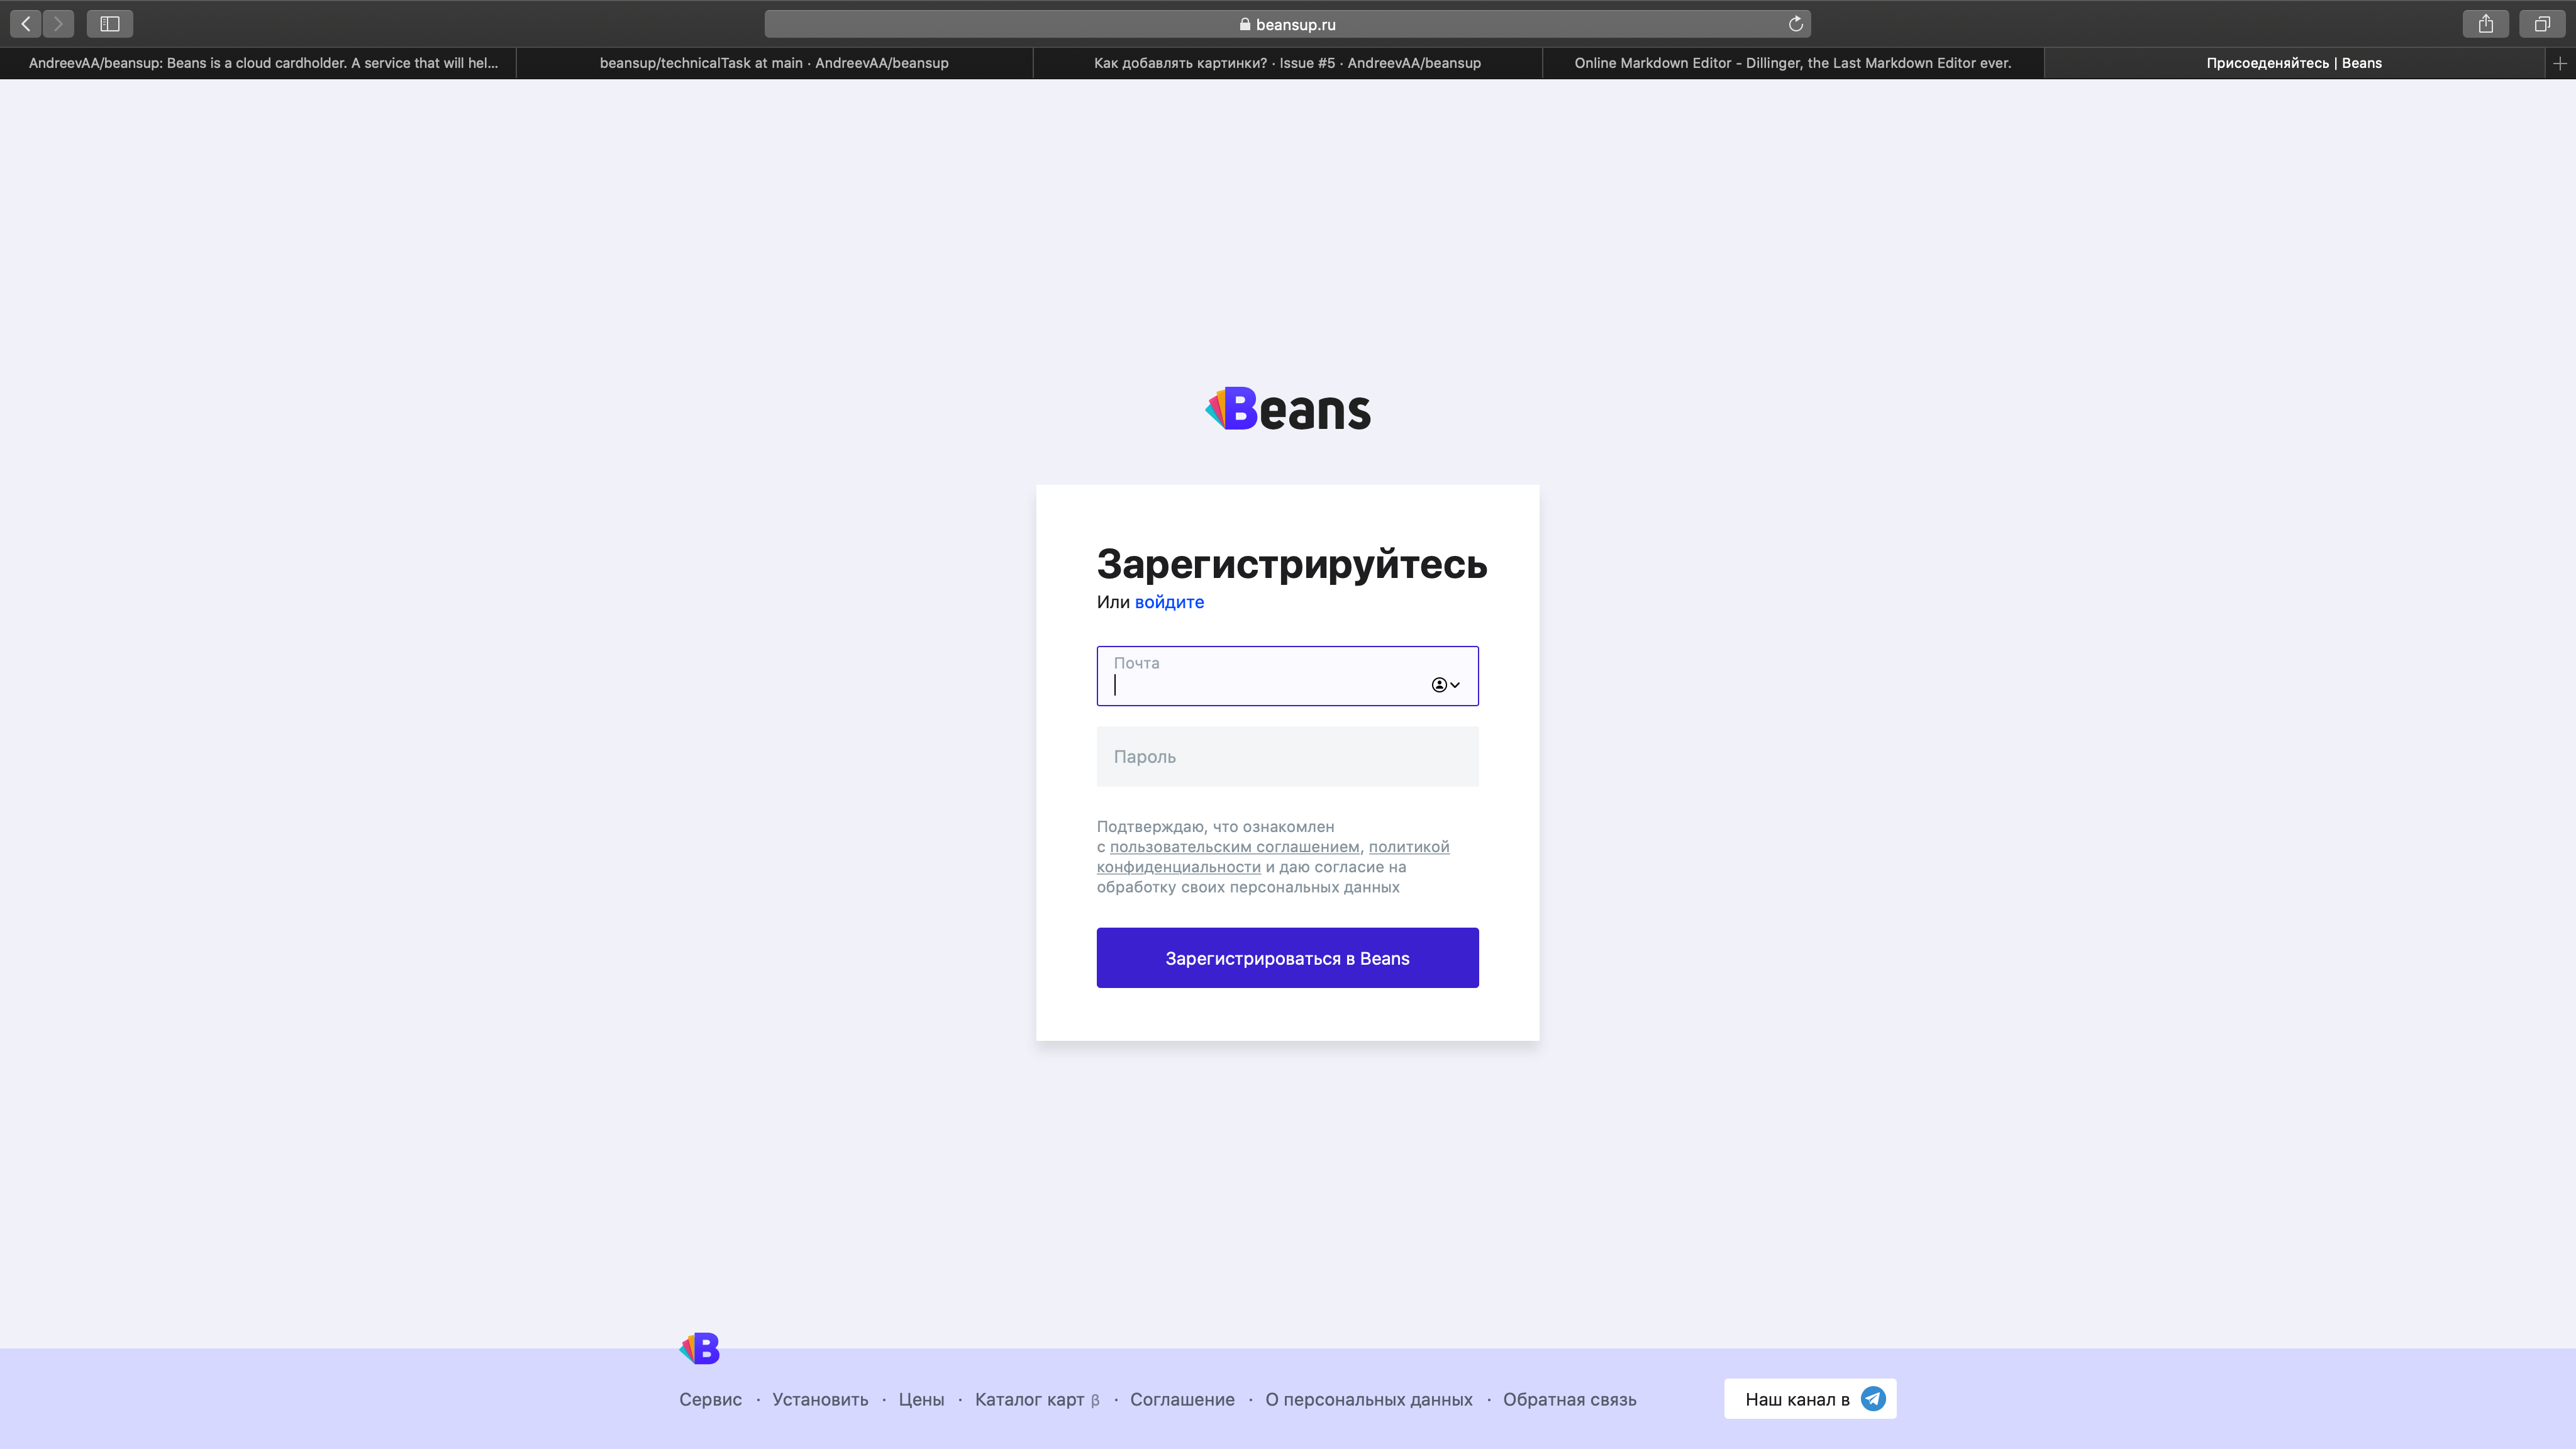 beansup.ru
AndreevAA/beansup: Beans is a cloud cardholder. A service that will hel...
beansup/technicalTask at main · AndreevAA/beansup
Как добавлять картинки? · Issue #5 · AndreevAA/beansup
Online Markdown Editor - Dillinger, the Last Markdown Editor ever.
Присоеденяйтесь | Beans
Beans
Зарегистрируйтесь
Или войдите
Почта
Пароль
Подтверждаю, что ознакомлен
с пользовательским соглашением, политикой
конфиденциальности и даю согласие на
обработку своих персональных данных
Зарегистрироваться в Beans
B
Сервис · Установить · Цены · Каталог карт β · Соглашение · О персональных данных · Обратная связь
Наш канал в